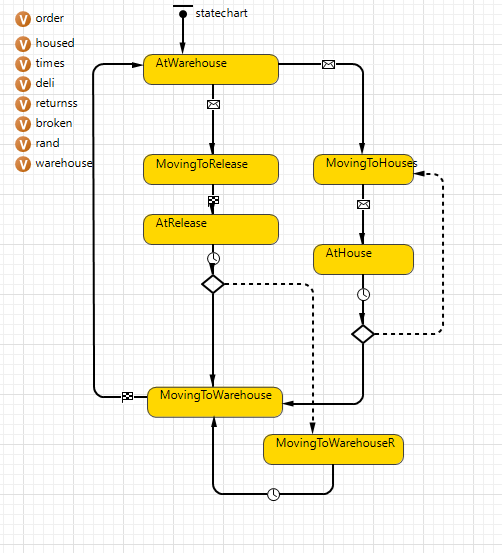 statechart
V order
V housed
V times
V deli
V returnss
V broken
V rand
V warehouse
AtWarehouse
MovingToRelease
MovingToHouses
AtRelease
AtHouse
MovingToWarehouse
MovingToWarehouseR